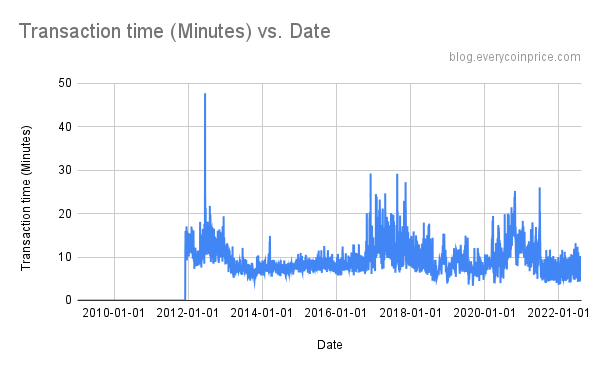 Transaction time (Minutes) vs. Date
blog.everycoinprice.com
50
40
30
20
10
0
Transaction time (Minutes)
2010-01-01 2012-01-01 2014-01-01 2016-01-01 2018-01-01 2020-01-01 2022-01-01
Date